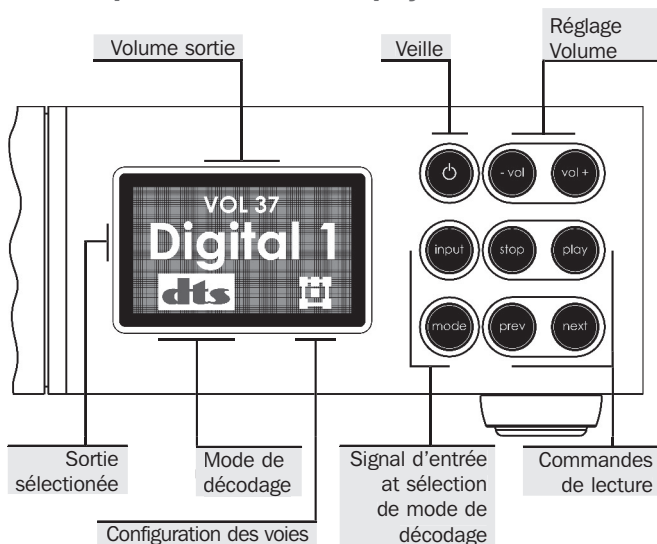 Volume sortie
Veille
Réglage
Volume
- vol
vol +
VOL 37
Digital 1
dts
input
stop
play
mode
prev
next
Sortie
sélectionée
Mode de
décodage
Signal d'entrée
at sélection
de mode de
décodage
Commandes
de lecture
Configuration des voies